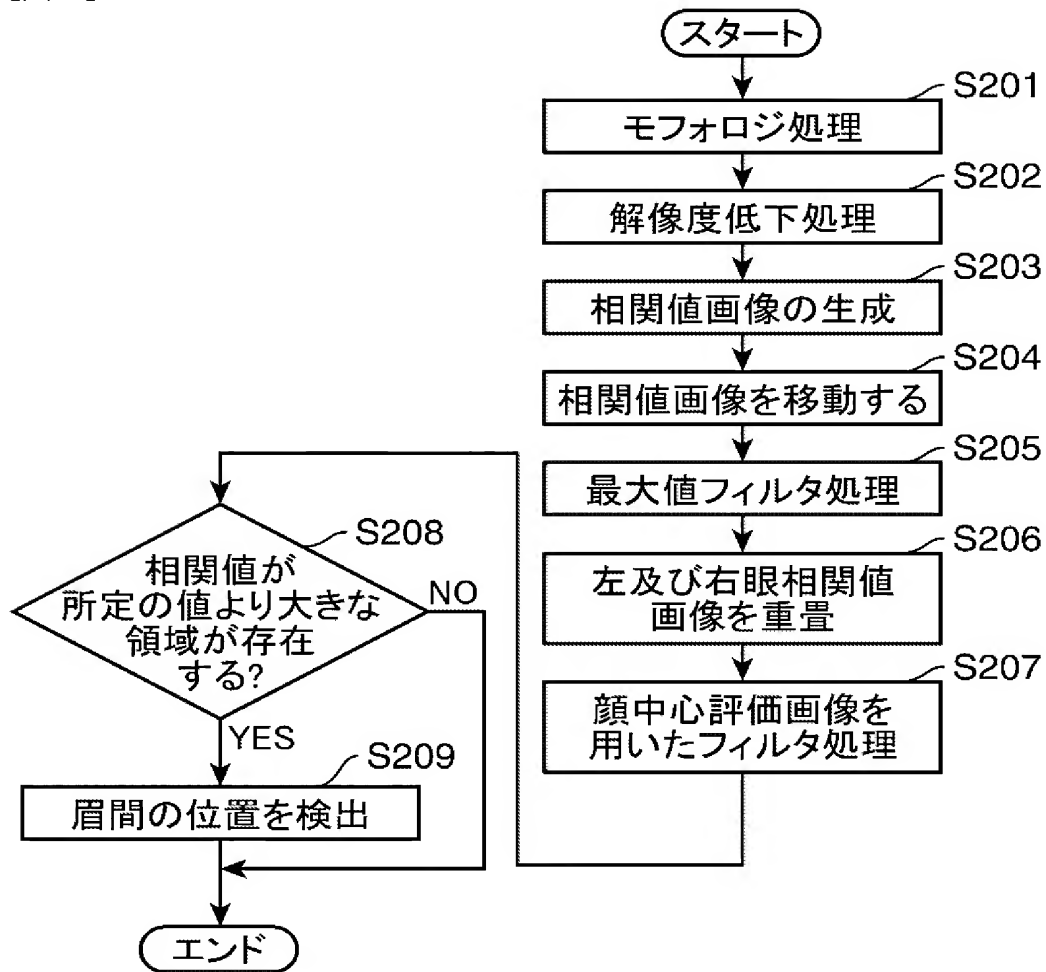 スタート
S201
モフォロジ処理
S202
解像度低下処理
S203
相関値画像の生成
S204
相関値画像を移動する
S205
最大値フィルタ処理
S206
左及び右眼相関値
画像を重畳
S207
顔中心評価画像を
用いたフィルタ処理
S208
相関値が
所定の値より大きな
領域が存在
する?
NO
YES
S209
眉間の位置を検出
エンド